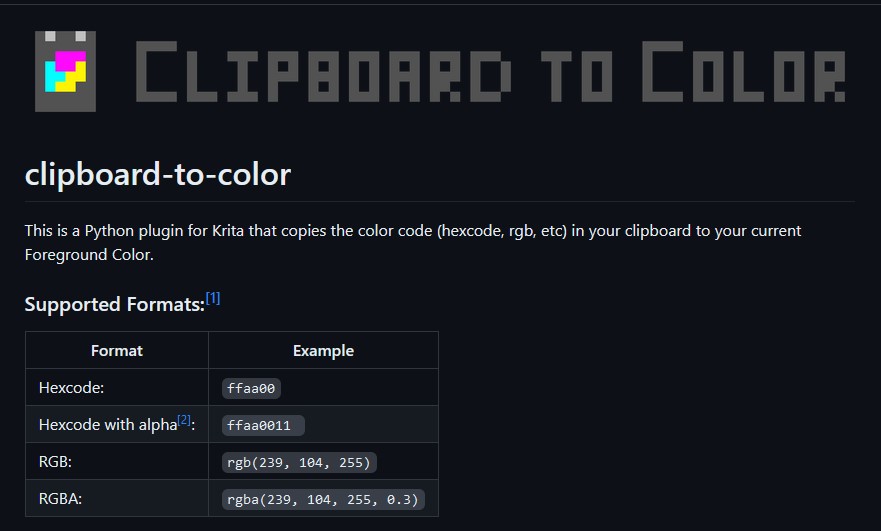 CLIPBOARD TO COLOR
clipboard-to-color
This is a Python plugin for Krita that copies the color code (hexcode, rgb, etc) in your clipboard to your current
Foreground Color.
Supported Formats:[1]
Format Example
Hexcode: ffaa00
Hexcode with alpha[2]: ffaa0011
RGB: rgb(239, 104, 255)
RGBA: rgba(239, 104, 255, 0.3)